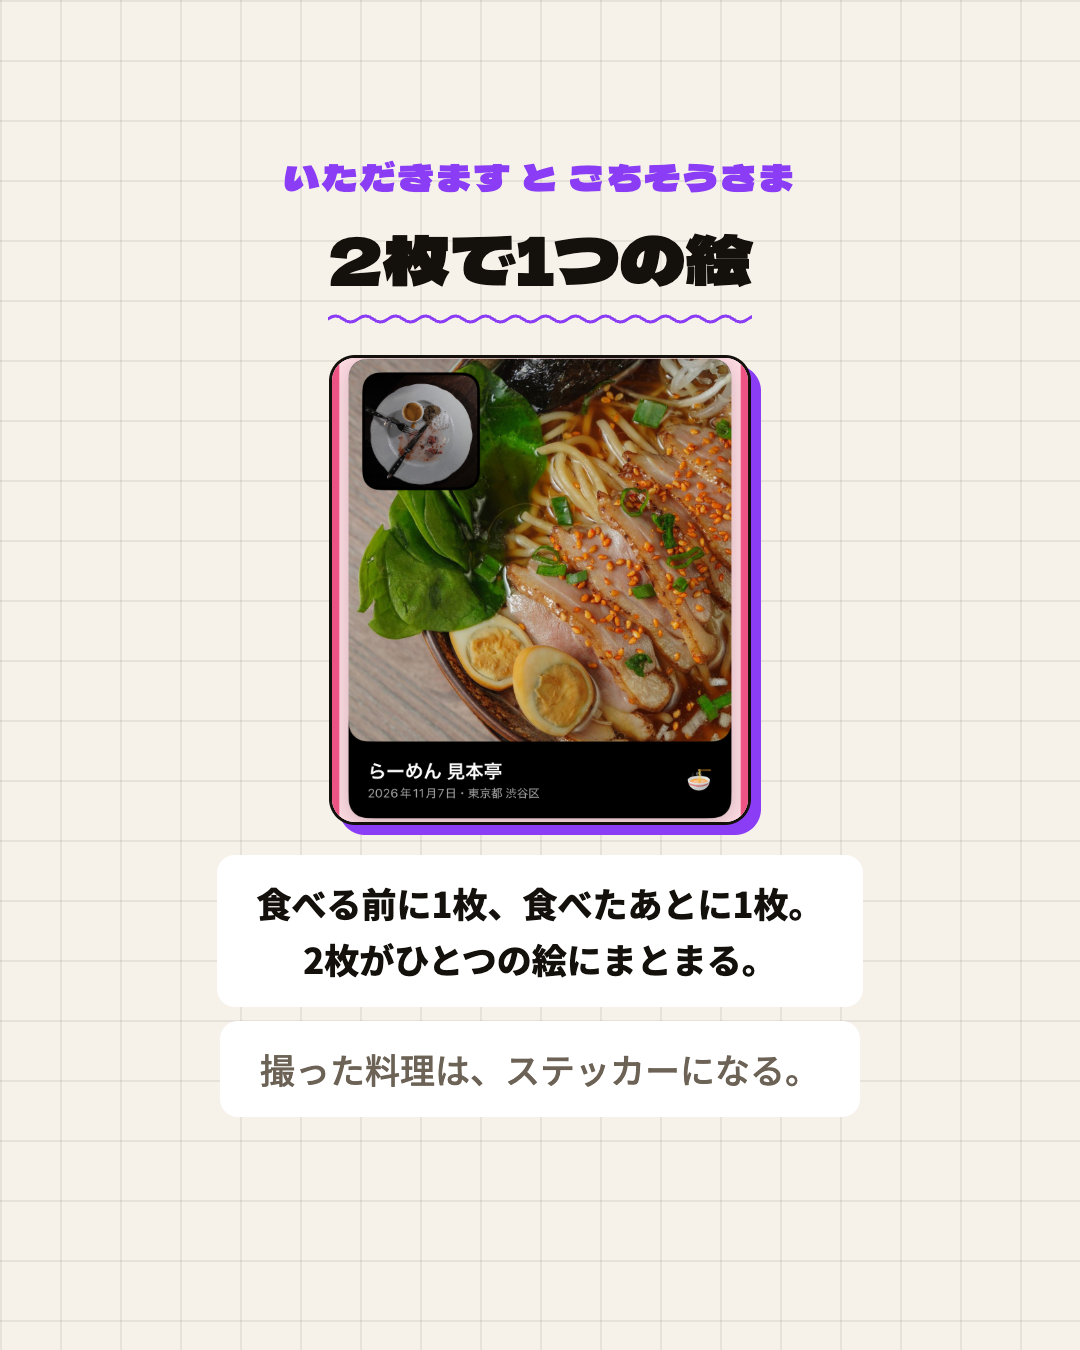 いただきます と ごちそうさま
2枚で1つの絵
らーめん 見本亭
2026年11月7日・東京都 渋谷区
食べる前に1枚、食べたあとに1枚。
2枚がひとつの絵にまとまる。
撮った料理は、ステッカーになる。